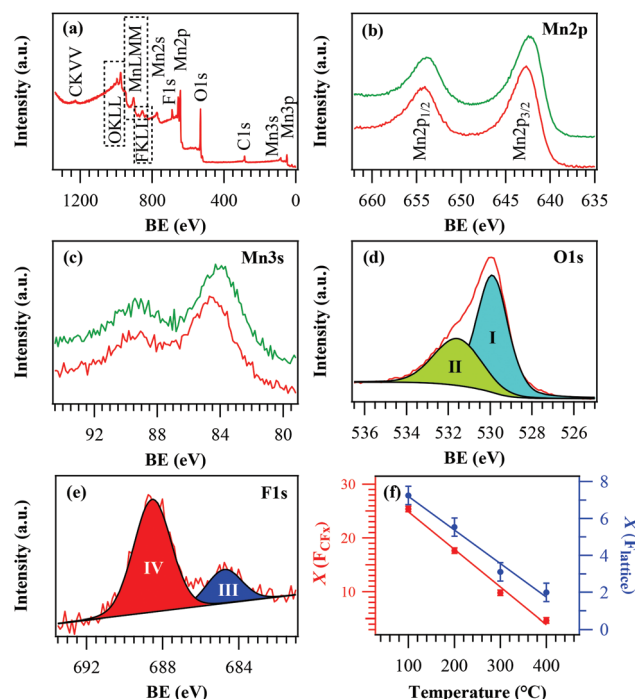 (a)
Intensity (a.u.)
CKVV
OKLL
MnLMM
FKLL
Mn2s
F1s
Mn2p
O1s
C1s
Mn3s
Mn3p
1200 800 400 0
BE (eV)
(b) Mn2p
Intensity (a.u.)
Mn2p1/2
Mn2p3/2
660 655 650 645 640 635
BE (eV)
(c) Mn3s
Intensity (a.u.)
92 88 84 80
BE (eV)
(d) O1s
Intensity (a.u.)
I
II
536 534 532 530 528 526
BE (eV)
(e) F1s
Intensity (a.u.)
IV
III
692 688 684
BE (eV)
(f)
X (FCFx)
30
20
10
X (Flattice)
8
6
4
2
0
100 200 300 400
Temperature (°C)